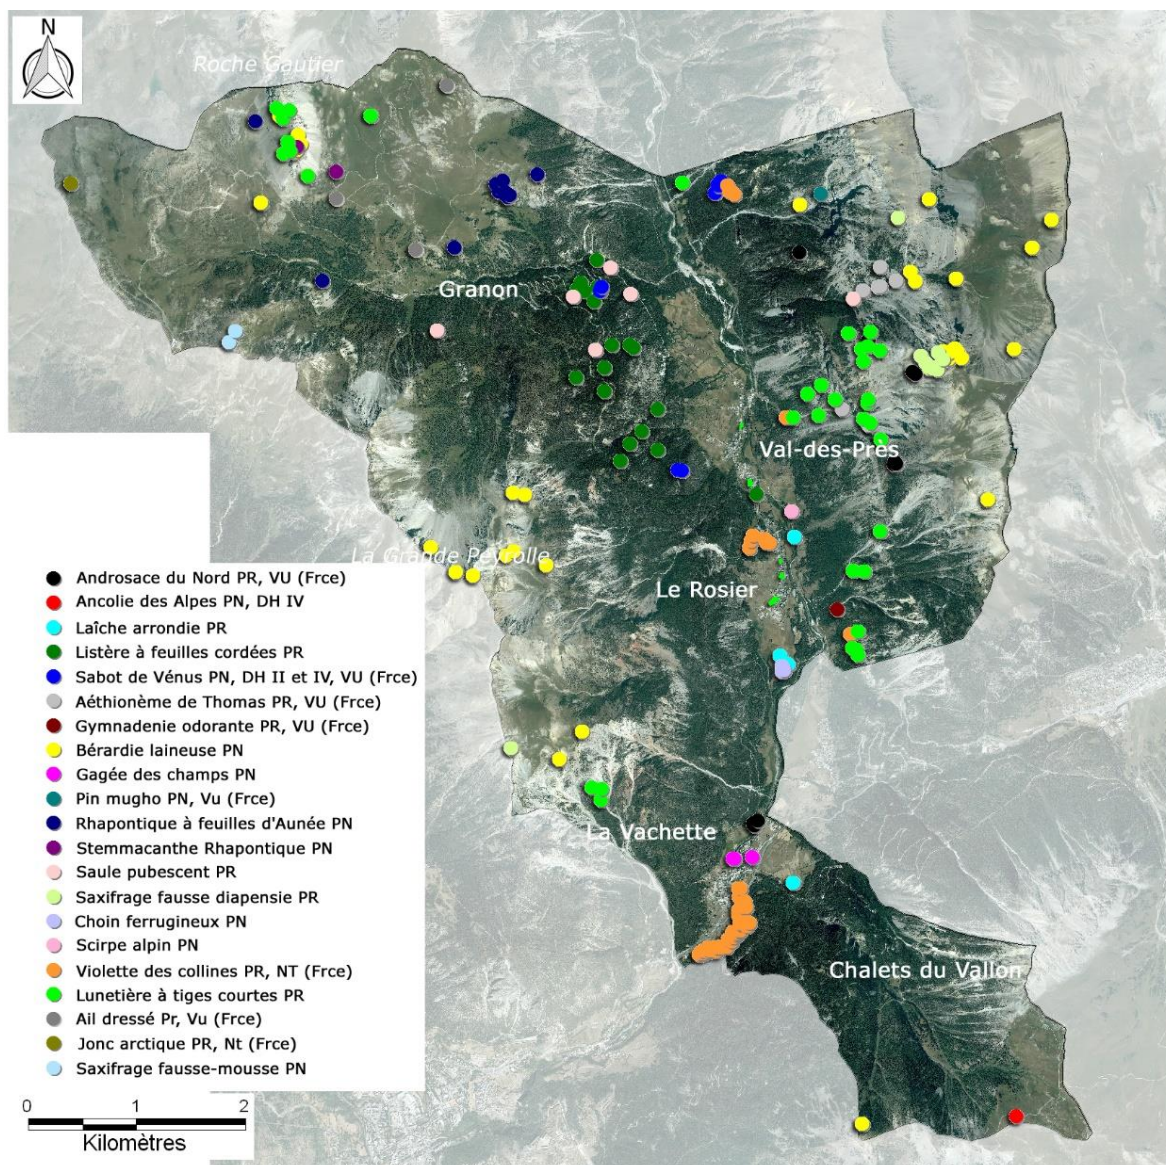 N
Roche Gautier
Granon
Val-des-Près
La Grande Peyrolle
Le Rosier
La Vachette
Chalets du Vallon
Androsace du Nord PR, VU (Frce)
Ancolie des Alpes PN, DH IV
Laîche arrondie PR
Listère à feuilles cordées PR
Sabot de Vénus PN, DH II et IV, VU (Frce)
Aéthionème de Thomas PR, VU (Frce)
Gymnadenie odorante PR, VU (Frce)
Bérardie laineuse PN
Gagée des champs PN
Pin mugho PN, Vu (Frce)
Rhapontique à feuilles d'Aunée PN
Stemmacanthe Rhapontique PN
Saule pubescent PR
Saxifrage fausse diapensie PR
Choin ferrugineux PN
Scirpe alpin PN
Violette des collines PR, NT (Frce)
Lunetière à tiges courtes PR
Ail dressé Pr, Vu (Frce)
Jonc arctique PR, Nt (Frce)
Saxifrage fausse-mousse PN
0 1 2
Kilomètres